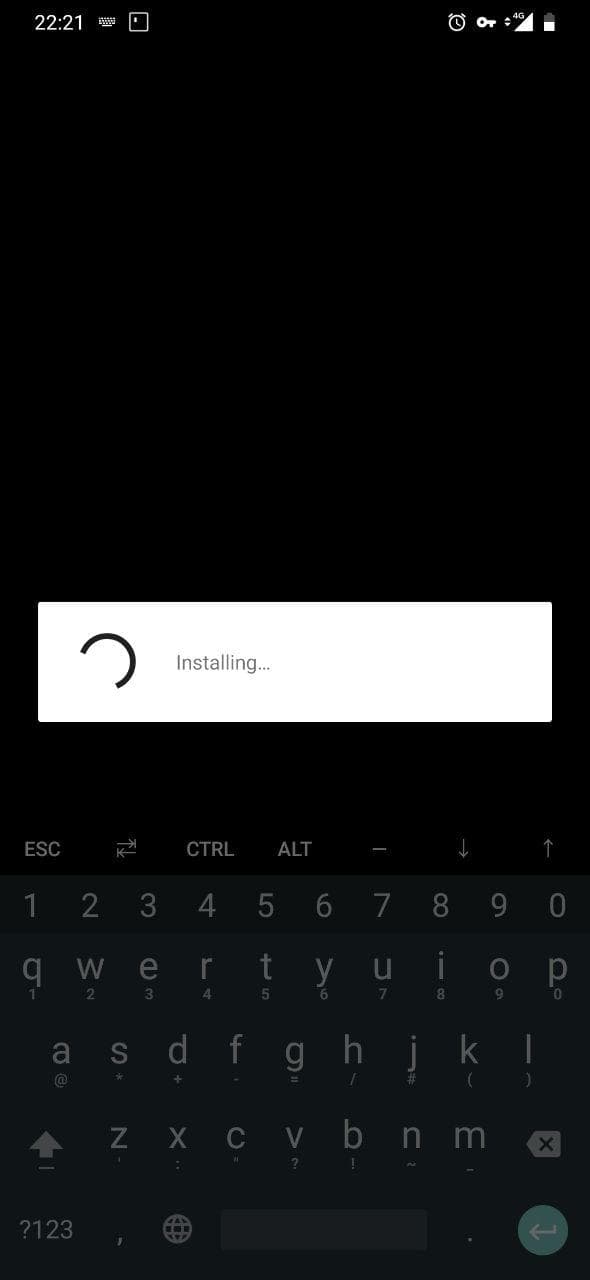 22:21 4G
Installing...
ESC CTRL ALT –
1 2 3 4 5 6 7 8 9 0
q w e r t y u i o p
1 2 3 4 5 6 7 8 9 0
a s d f g h j k l
@ * + - = / # ( )
z x c v b n m
' : " ? ! ~ _
?123 , .